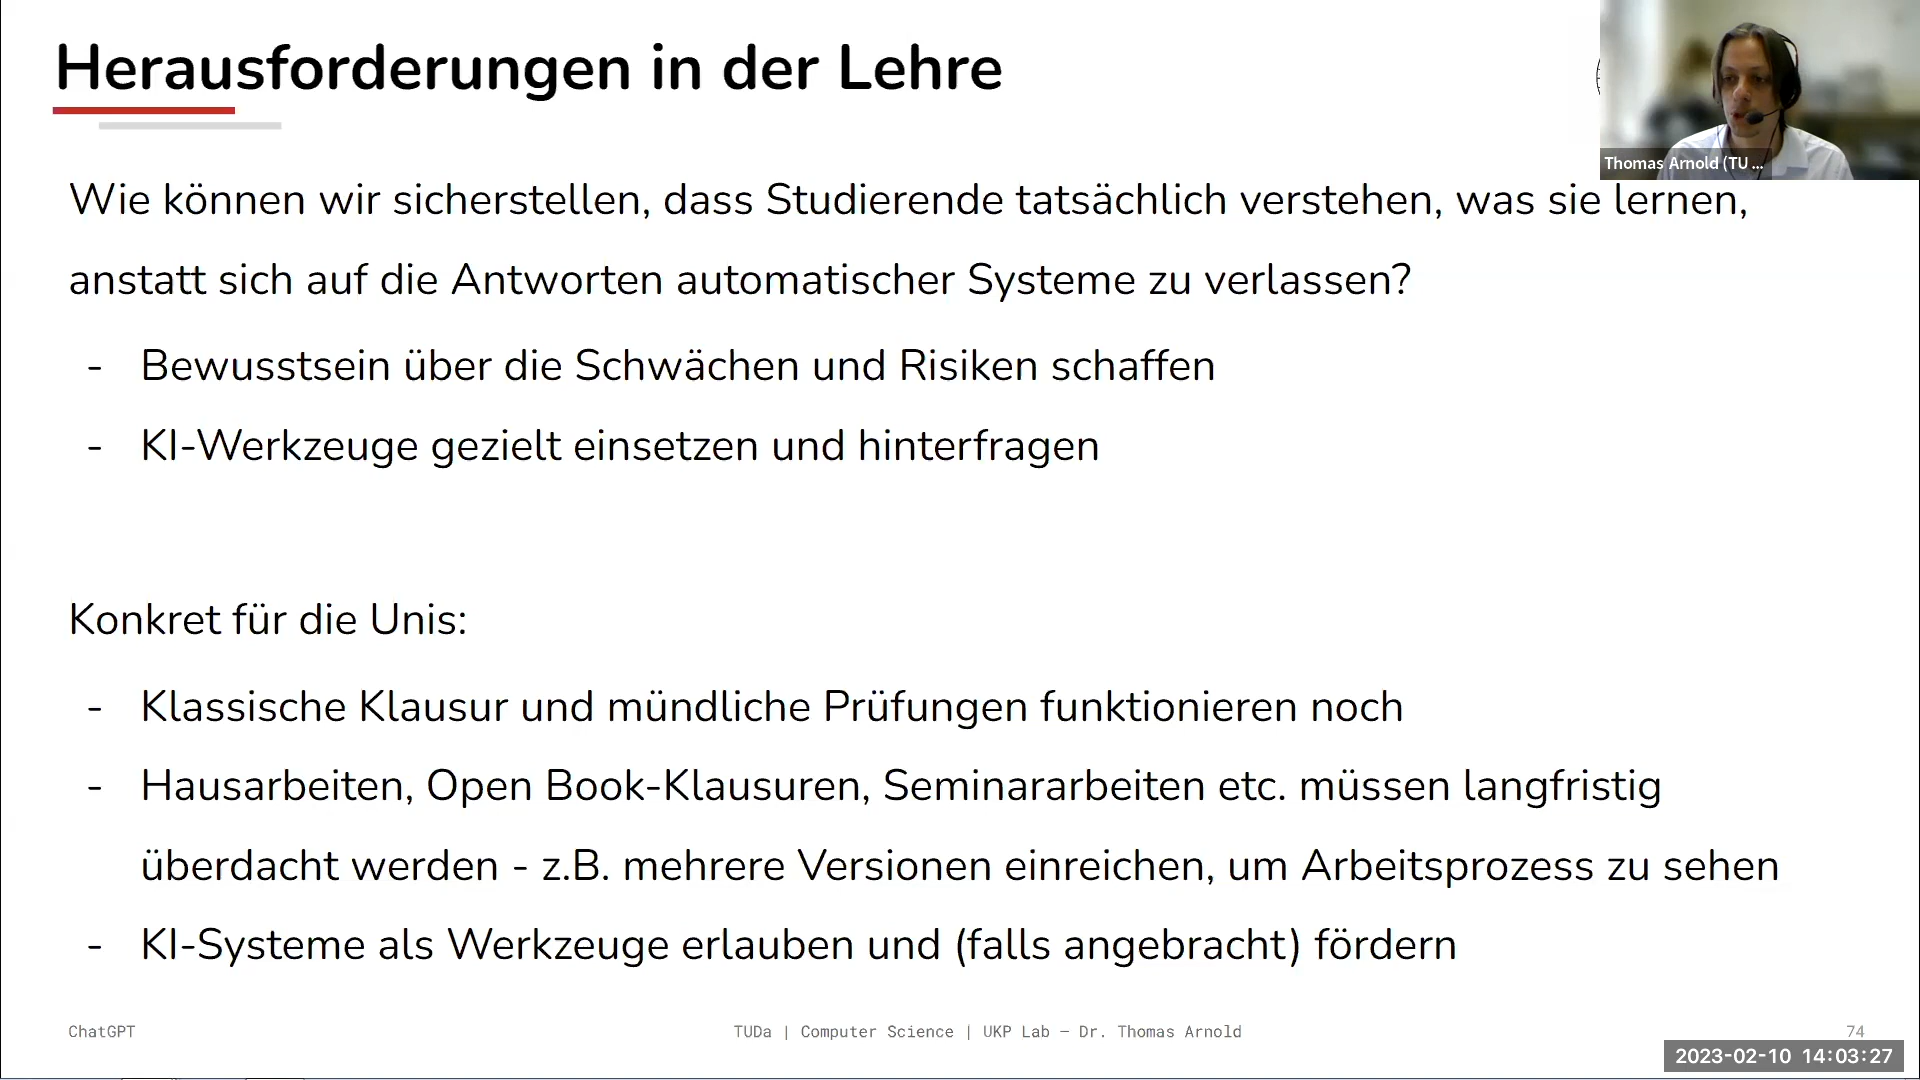 Herausforderungen in der Lehre
Thomas Arnold (TU ...
Wie können wir sicherstellen, dass Studierende tatsächlich verstehen, was sie lernen,
anstatt sich auf die Antworten automatischer Systeme zu verlassen?
- Bewusstsein über die Schwächen und Risiken schaffen
- KI-Werkzeuge gezielt einsetzen und hinterfragen
Konkret für die Unis:
- Klassische Klausur und mündliche Prüfungen funktionieren noch
- Hausarbeiten, Open Book-Klausuren, Seminararbeiten etc. müssen langfristig
überdacht werden - z.B. mehrere Versionen einreichen, um Arbeitsprozess zu sehen
- KI-Systeme als Werkzeuge erlauben und (falls angebracht) fördern
ChatGPT
TUDa | Computer Science | UKP Lab – Dr. Thomas Arnold
74
2023-02-10 14:03:27